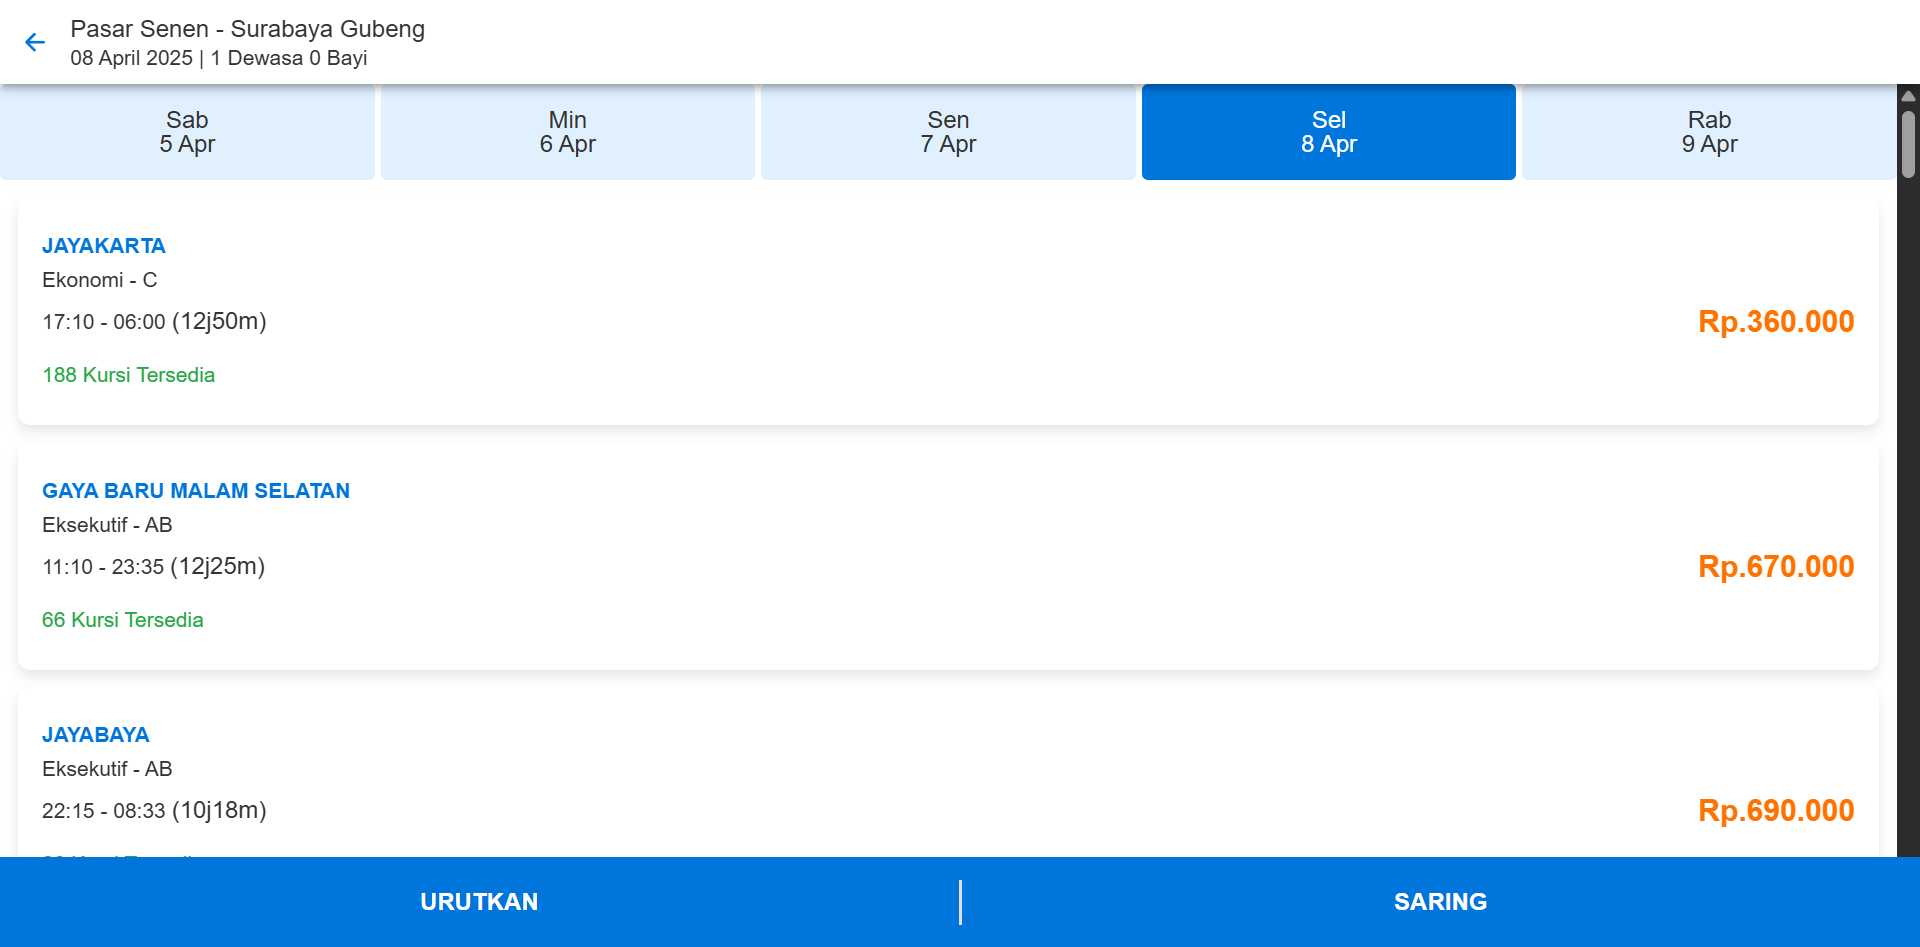 Pasar Senen - Surabaya Gubeng
08 April 2025 | 1 Dewasa 0 Bayi
Sab
5 Apr
Min
6 Apr
Sen
7 Apr
Sel
8 Apr
Rab
9 Apr
JAYAKARTA
Ekonomi - C
17:10 - 06:00 (12j50m)
Rp.360.000
188 Kursi Tersedia
GAYA BARU MALAM SELATAN
Eksekutif - AB
11:10 - 23:35 (12j25m)
Rp.670.000
66 Kursi Tersedia
JAYABAYA
Eksekutif - AB
22:15 - 08:33 (10j18m)
Rp.690.000
URUTKAN
SARING